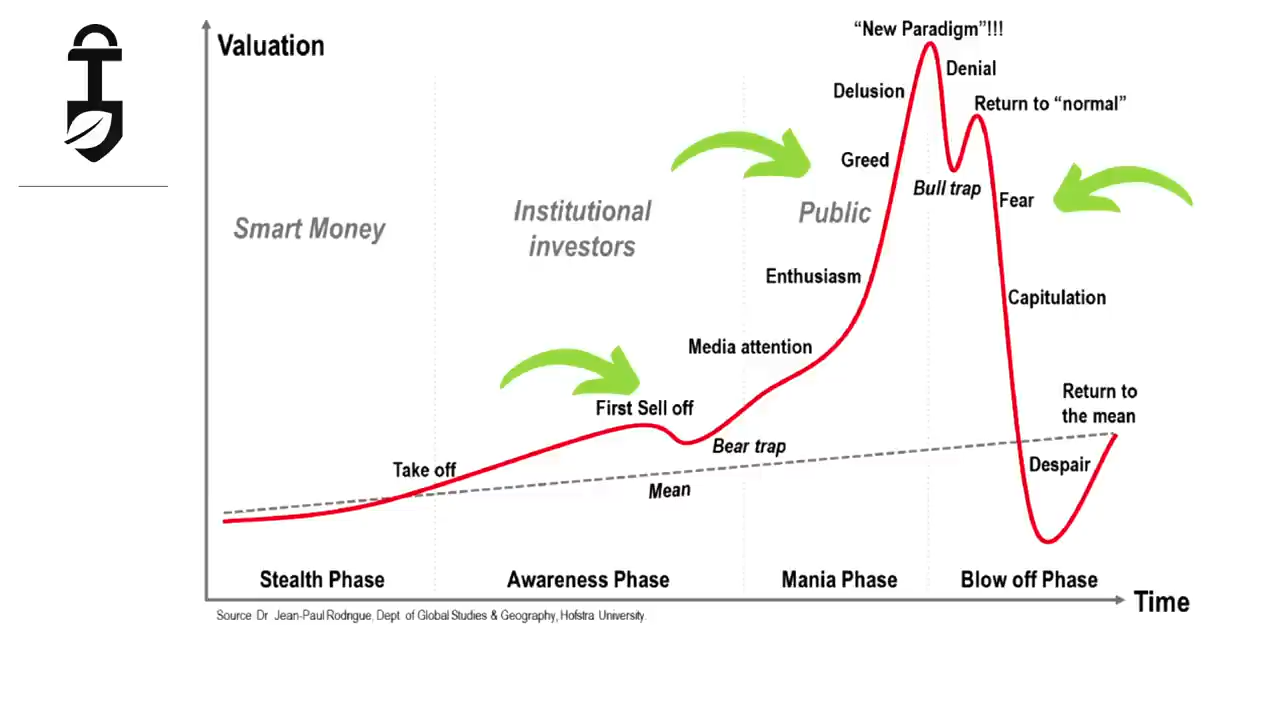 Valuation
"New Paradigm"!!!
Denial
Delusion
Return to "normal"
Greed
Bull trap
Fear
Smart Money
Institutional
investors
Public
Enthusiasm
Capitulation
Media attention
First Sell off
Bear trap
Return to
the mean
Take off
Mean
Despair
Stealth Phase
Awareness Phase
Mania Phase
Blow off Phase
Time
Source Dr Jean-Paul Rodrigue, Dept of Global Studies & Geography, Hofstra University.